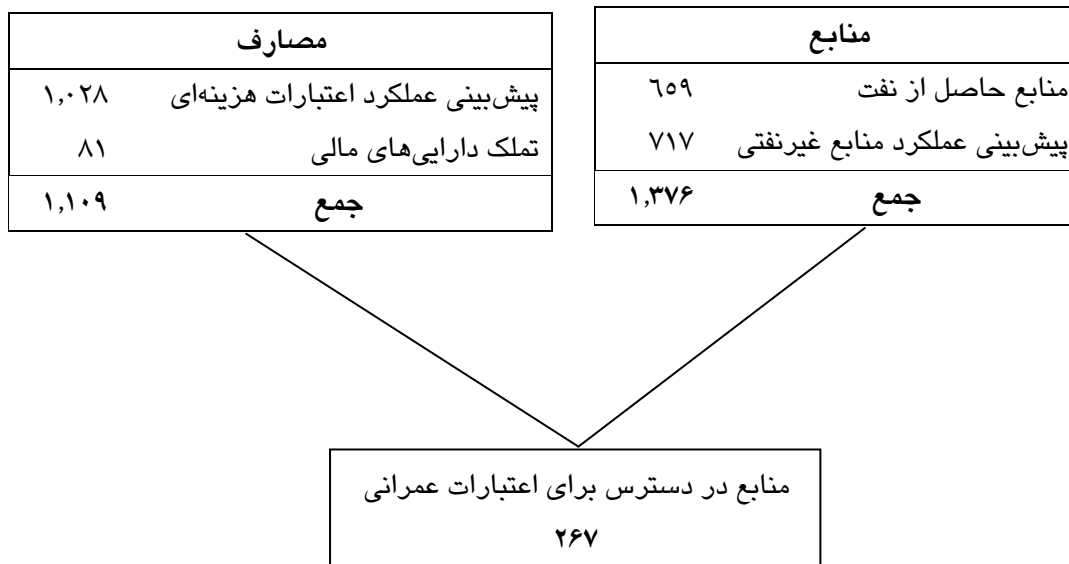 منابع
منابع حاصل از نفت ٦٥٩
پیش‌بینی عملکرد منابع غیرنفتی ۷۱۷
جمع ۱,۳۷۶
مصارف
پیش‌بینی عملکرد اعتبارات هزینه‌ای ۱,۰۲۸
تملک دارایی‌های مالی ۸۱
جمع ۱,۱۰۹
منابع در دسترس برای اعتبارات عمرانی
۲۶۷